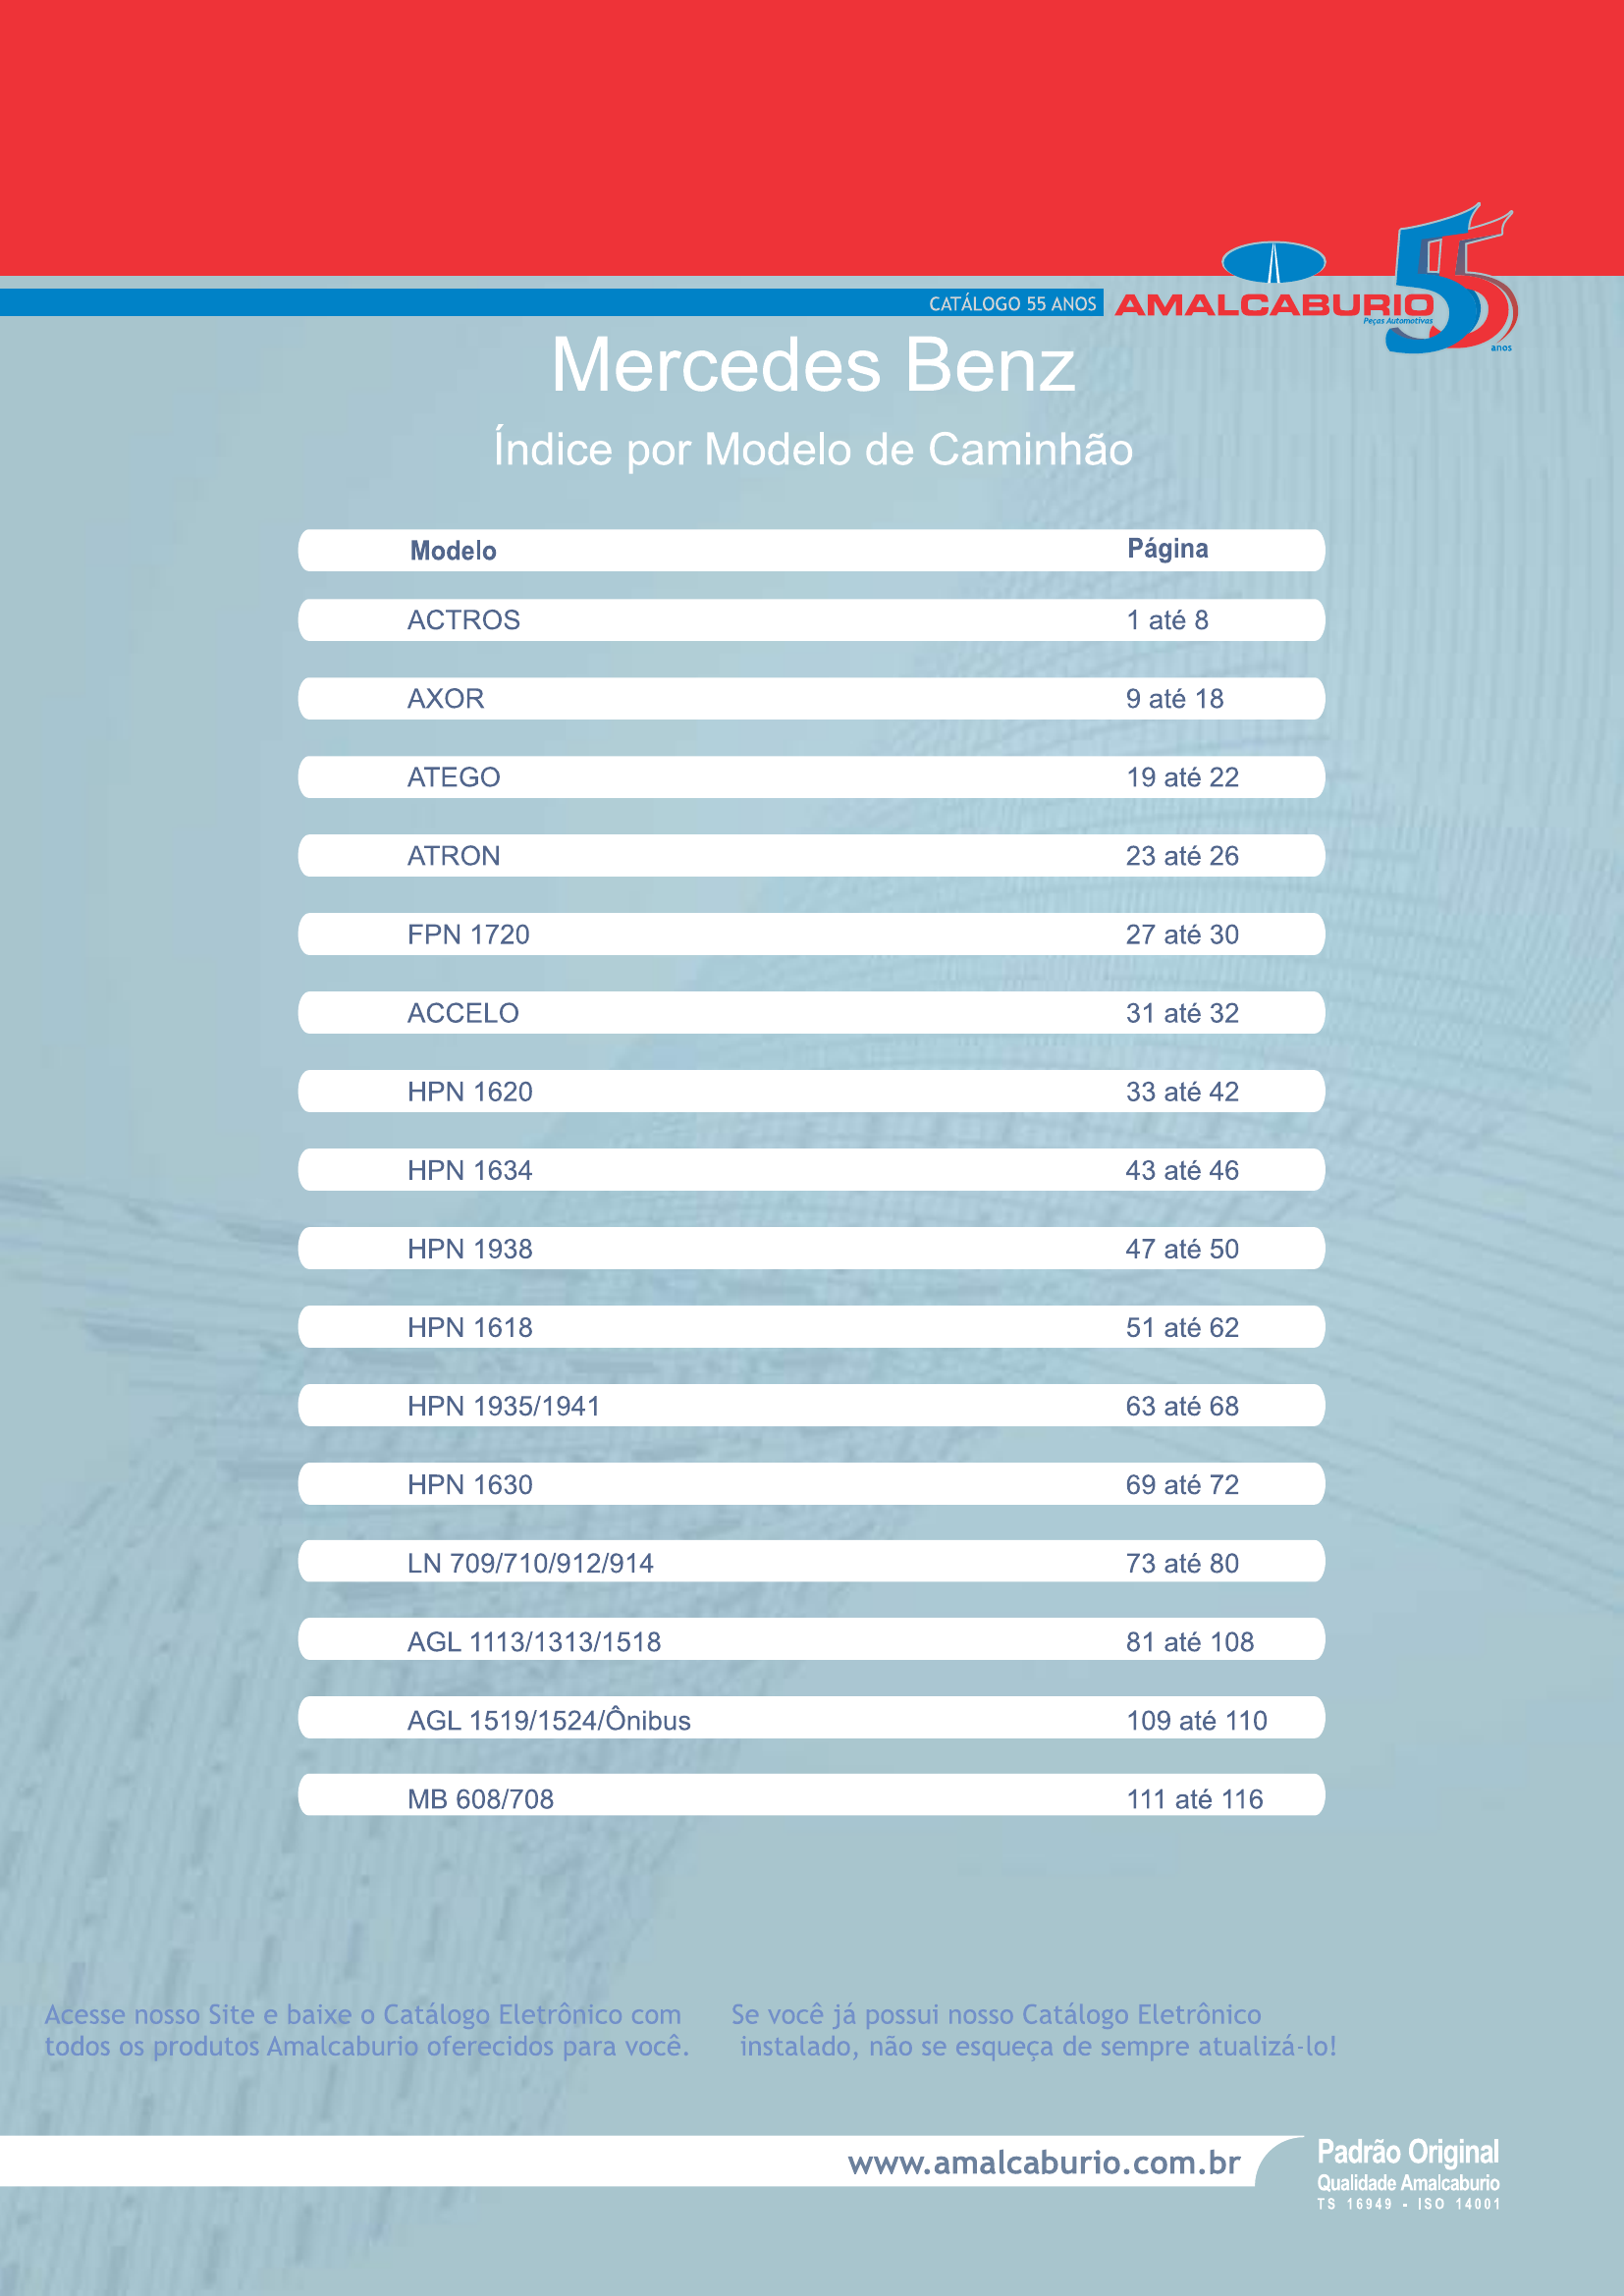 CATÁLOGO 55 ANOS
AMALCABURIO 55
Peças Automotivas
anos
Mercedes Benz
Índice por Modelo de Caminhão
Modelo Página
ACTROS 1 até 8
AXOR 9 até 18
ATEGO 19 até 22
ATRON 23 até 26
FPN 1720 27 até 30
ACCELO 31 até 32
HPN 1620 33 até 42
HPN 1634 43 até 46
HPN 1938 47 até 50
HPN 1618 51 até 62
HPN 1935/1941 63 até 68
HPN 1630 69 até 72
LN 709/710/912/914 73 até 80
AGL 1113/1313/1518 81 até 108
AGL 1519/1524/Ônibus 109 até 110
MB 608/708 111 até 116
Acesse nosso Site e baixe o Catálogo Eletrônico com
todos os produtos Amalcaburio oferecidos para você.
Se você já possui nosso Catálogo Eletrônico
instalado, não se esqueça de sempre atualizá-lo!
www.amalcaburio.com.br
Padrão Original
Qualidade Amalcaburio
TS 16949 - ISO 14001